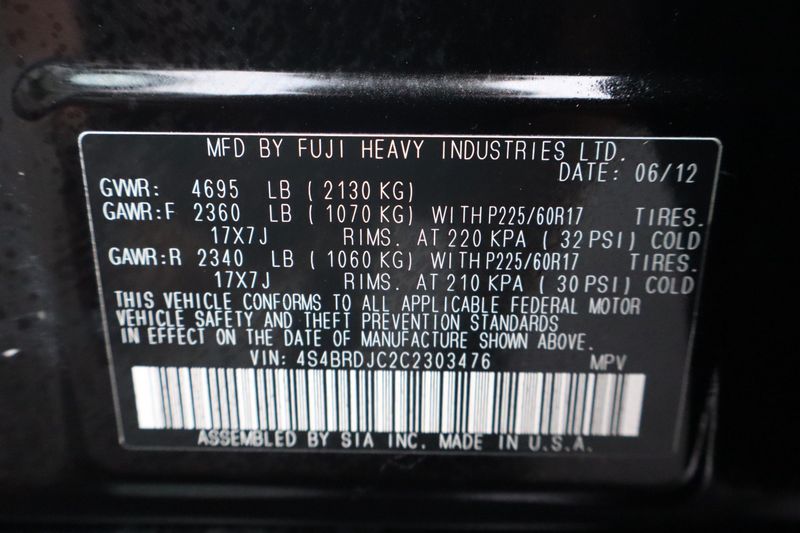 MFD BY FUJI HEAVY INDUSTRIES LTD.
DATE: 06/12
GVWR: 4695 LB ( 2130 KG)
GAWR:F 2360 LB ( 1070 KG) WITH P225/60R17 TIRES.
17X7J RIMS. AT 220 KPA ( 32 PSI) COLD
GAWR:R 2340 LB ( 1060 KG) WITH P225/60R17 TIRES.
17X7J RIMS. AT 210 KPA ( 30 PSI) COLD
THIS VEHICLE CONFORMS TO ALL APPLICABLE FEDERAL MOTOR
VEHICLE SAFETY AND THEFT PREVENTION STANDARDS
IN EFFECT ON THE DATE OF MANUFACTURE SHOWN ABOVE.
VIN: 4S4BRDJC2C2303476 MPV
ASSEMBLED BY SIA INC. MADE IN U.S.A.